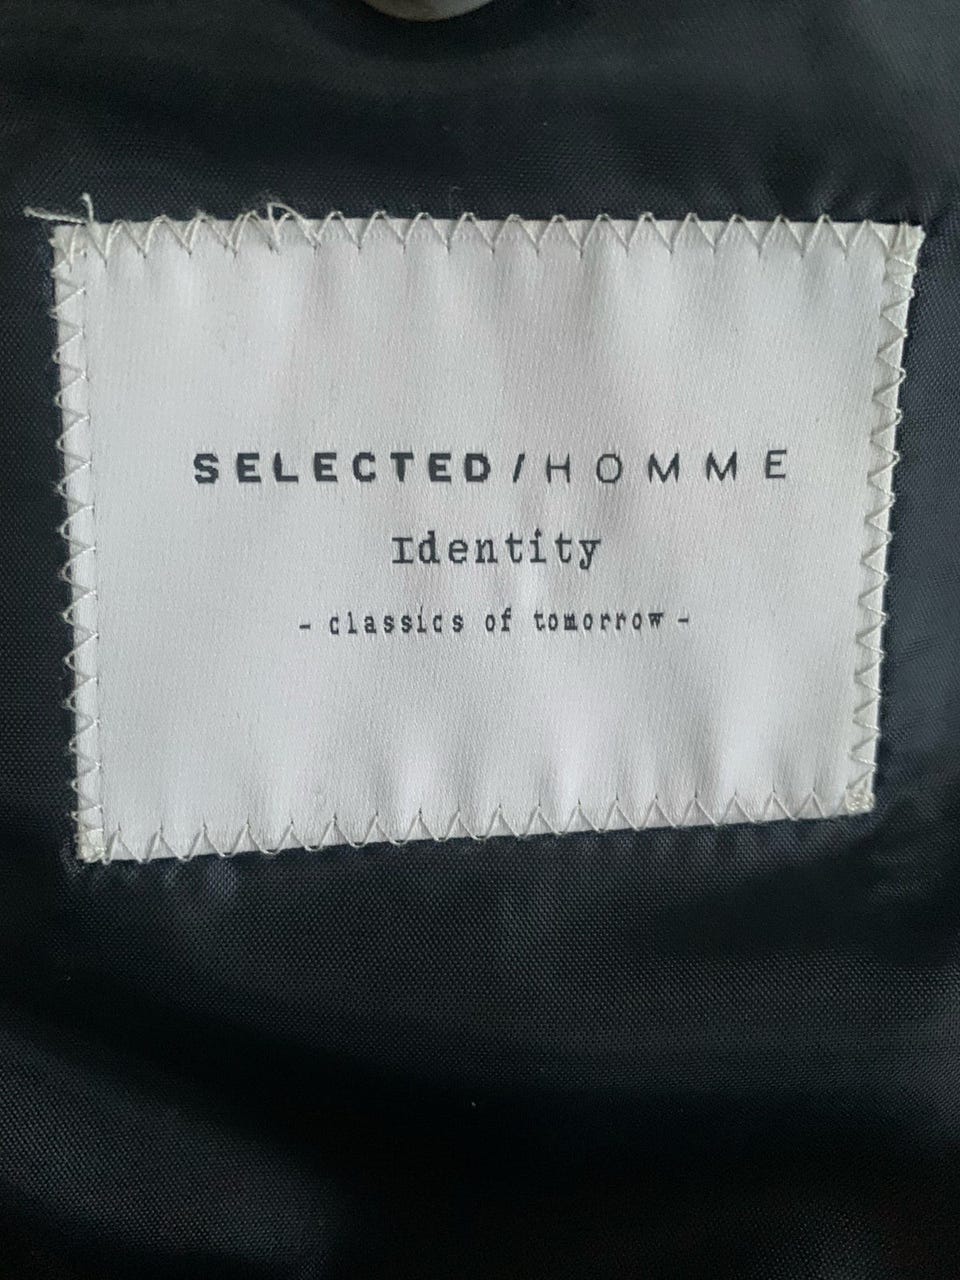 SELECTED/HOMME
Identity
- classics of tomorrow -